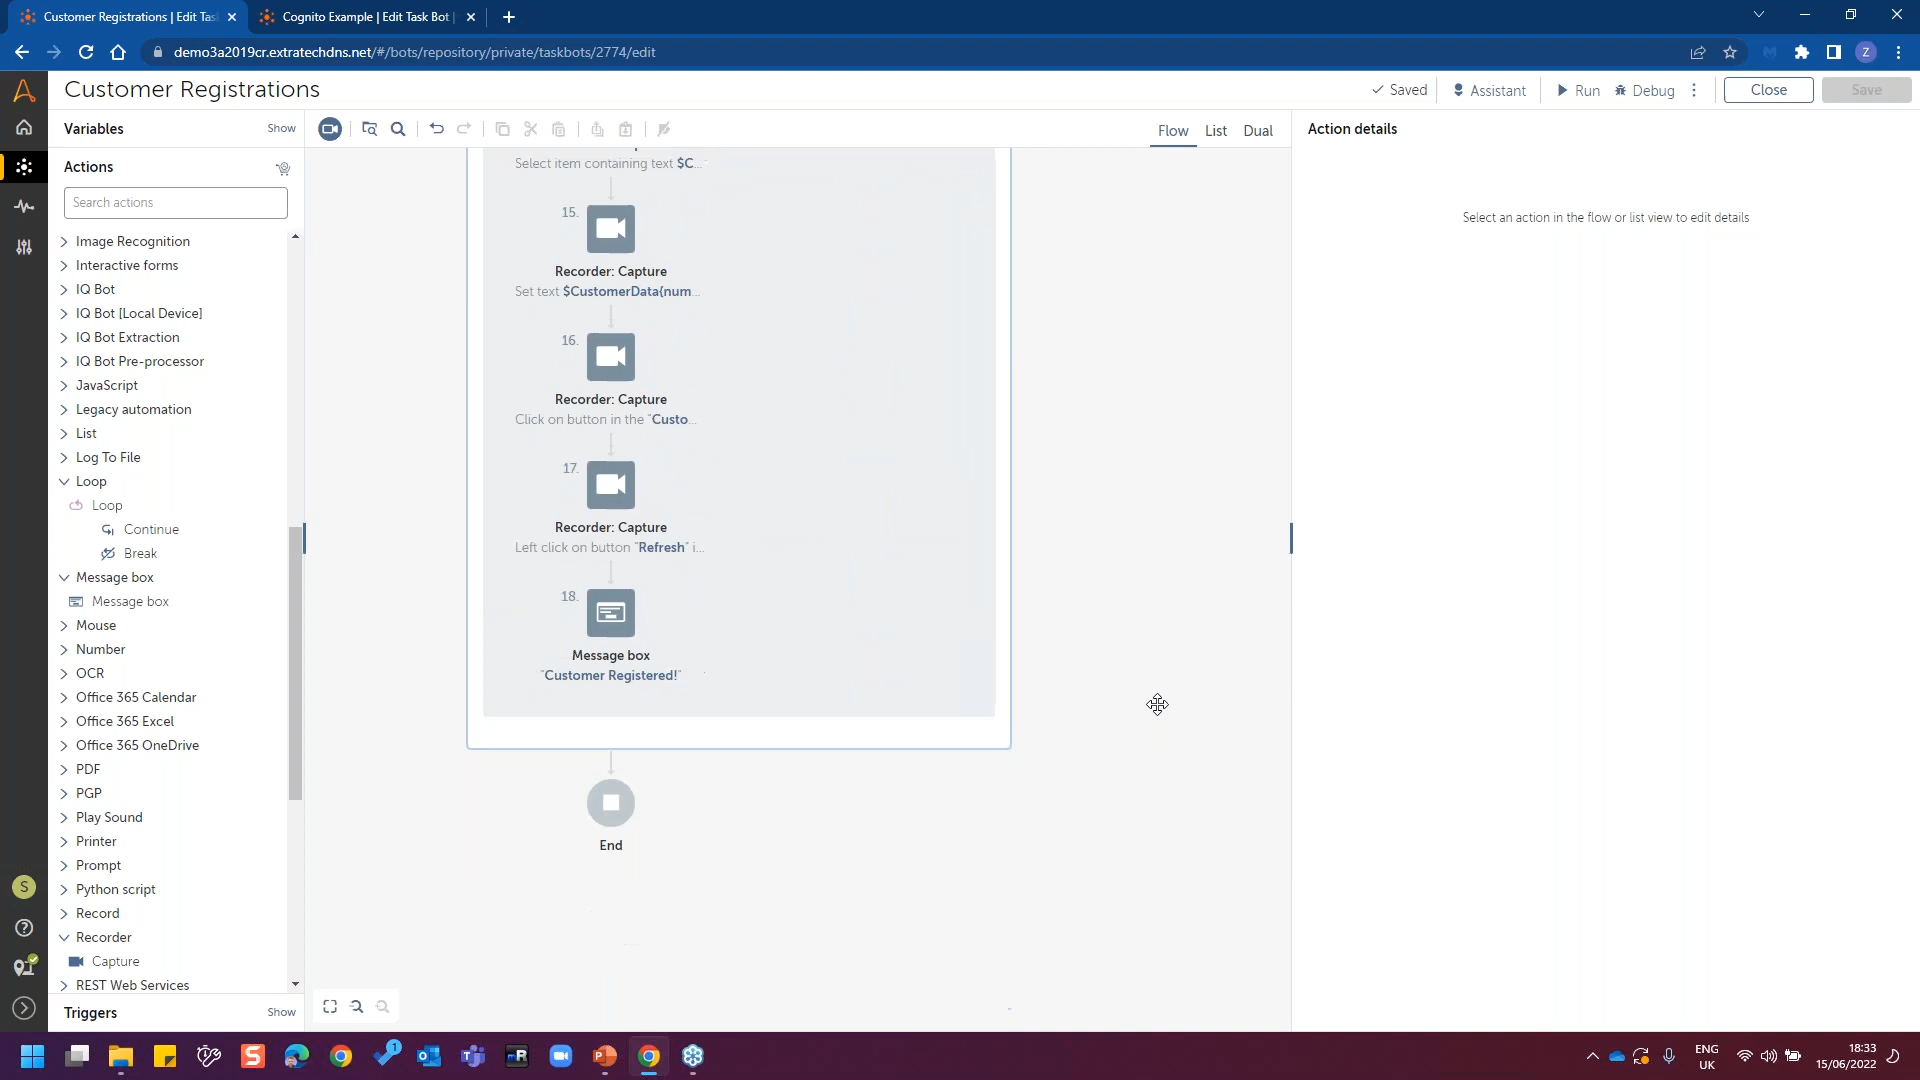 Customer Registrations | Edit Tas
Cognito Example | Edit Task Bot |
demo3a2019cr.extratechdns.net/#/bots/repository/private/taskbots/2774/edit
Z
Customer Registrations
Saved
Assistant
Run
Debug
Close
Save
Variables
Show
Flow
List
Dual
Action details
Actions
Search actions
Select an action in the flow or list view to edit details
Image Recognition
Interactive forms
IQ Bot
IQ Bot [Local Device]
IQ Bot Extraction
IQ Bot Pre-processor
JavaScript
Legacy automation
List
Log To File
Loop
Loop
Continue
Break
Message box
Message box
Mouse
Number
OCR
Office 365 Calendar
Office 365 Excel
Office 365 OneDrive
PDF
PGP
Play Sound
Printer
Prompt
Python script
Record
Recorder
Capture
REST Web Services
Triggers
Show
S
Select item containing text $C...
15.
Recorder: Capture
Set text $CustomerData{num...
16.
Recorder: Capture
Click on button in the "Custo...
17.
Recorder: Capture
Left click on button "Refresh" i...
18.
Message box
"Customer Registered!"
End
1
ENG
UK
18:33
15/06/2022